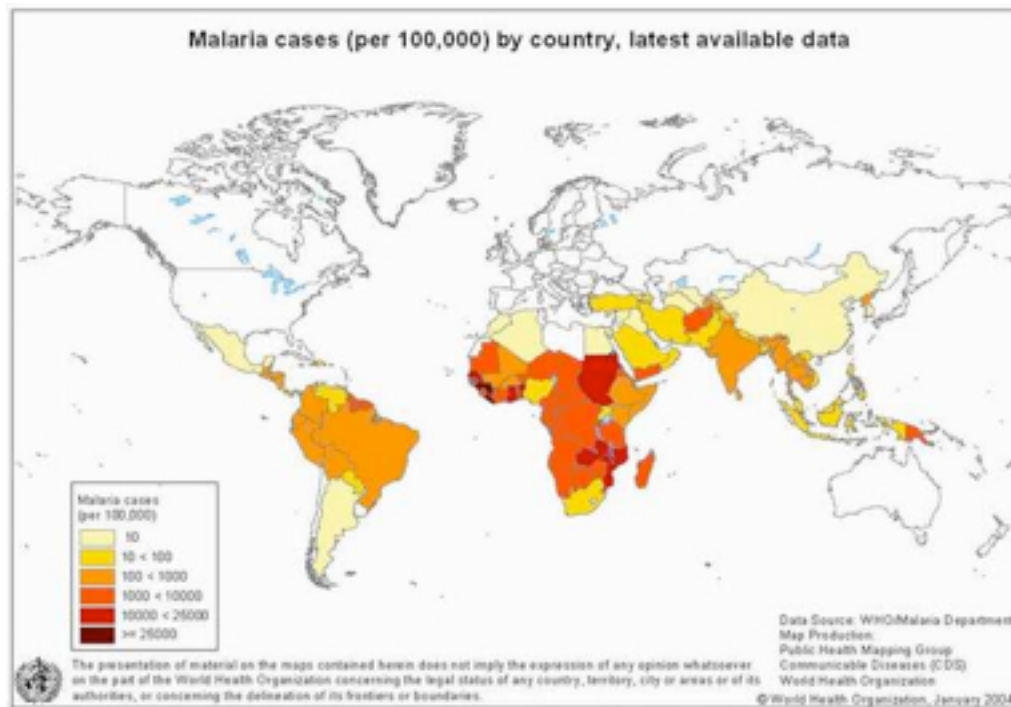 Malaria cases (per 100,000) by country, latest available data
Malaria cases
(per 100,000)
10
10 < 100
100 < 1000
1000 < 10000
10000 < 25000
>= 25000
Data Source: WHO/Malaria Department
Map Production:
Public Health Mapping Group
Communicable Diseases (CDS)
World Health Organization
The presentation of material on the maps contained herein does not imply the expression of any opinion whatsoever
on the part of the World Health Organization concerning the legal status of any country, territory, city or areas or of its
authorities, or concerning the delineation of its frontiers or boundaries.
© World Health Organization, January 2004